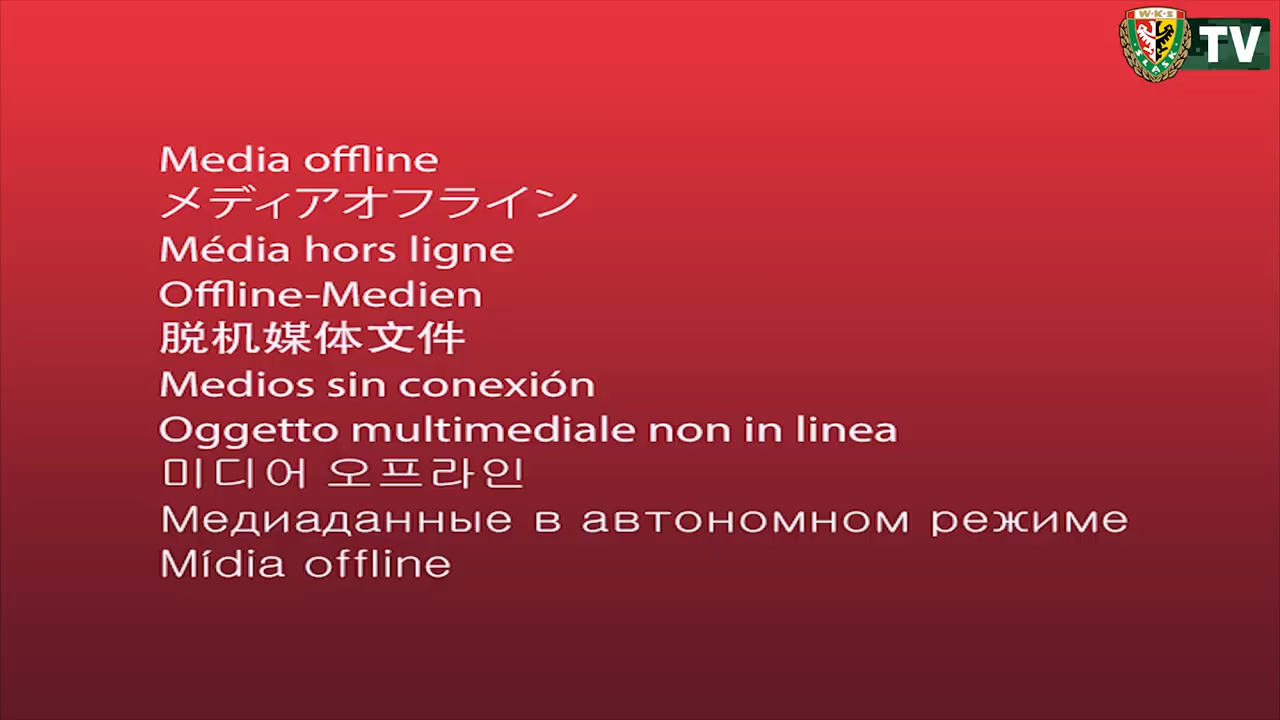 W·K·S
ŚLĄSK
TV
Media offline
メディアオフライン
Média hors ligne
Offline-Medien
脱机媒体文件
Medios sin conexión
Oggetto multimediale non in linea
미디어 오프라인
Медиаданные в автономном режиме
Mídia offline